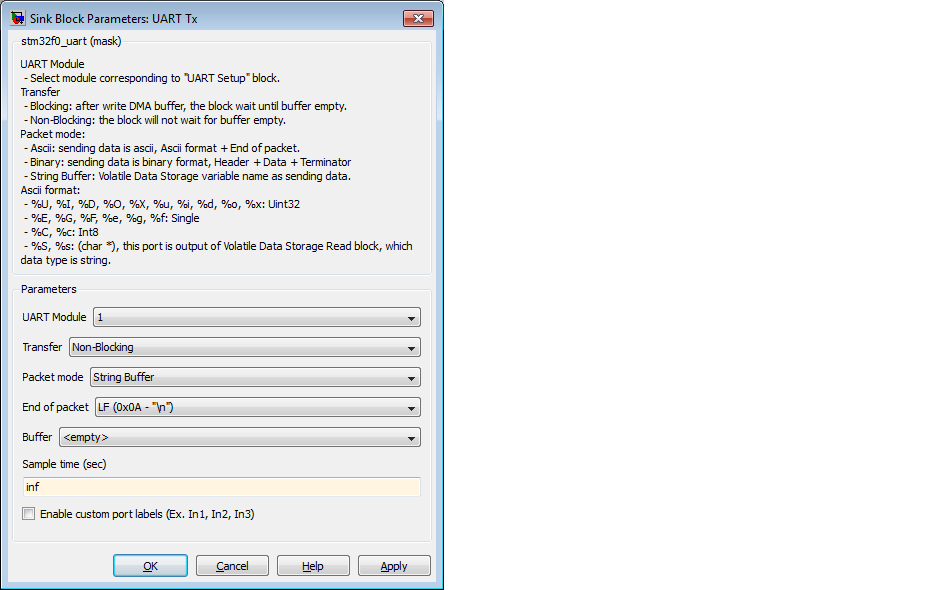 Sink Block Parameters: UART Tx
stm32f0_uart (mask)
UART Module
- Select module corresponding to "UART Setup" block.
Transfer
- Blocking: after write DMA buffer, the block wait until buffer empty.
- Non-Blocking: the block will not wait for buffer empty.
Packet mode:
- Ascii: sending data is ascii, Ascii format + End of packet.
- Binary: sending data is binary format, Header + Data + Terminator
- String Buffer: Volatile Data Storage variable name as sending data.
Ascii format:
- %U, %I, %D, %O, %X, %u, %i, %d, %o, %x: Uint32
- %E, %G, %F, %e, %g, %f: Single
- %C, %c: Int8
- %S, %s: (char *), this port is output of Volatile Data Storage Read block, which
data type is string.
Parameters
UART Module 1
Transfer Non-Blocking
Packet mode String Buffer
End of packet LF (0x0A - "\n")
Buffer <empty>
Sample time (sec)
inf
Enable custom port labels (Ex. In1, In2, In3)
OK Cancel Help Apply